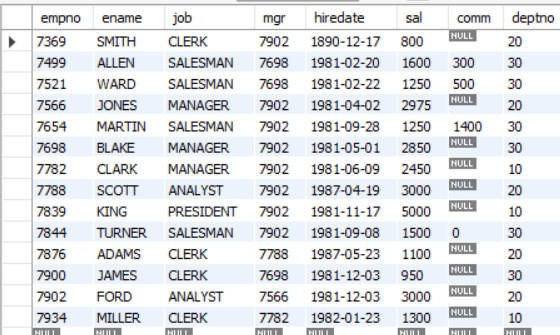 empno ename job mgr hiredate sal comm deptno
7369 SMITH CLERK 7902 1890-12-17 800 NULL 20
7499 ALLEN SALESMAN 7698 1981-02-20 1600 300 30
7521 WARD SALESMAN 7698 1981-02-22 1250 500 30
7566 JONES MANAGER 7902 1981-04-02 2975 NULL 20
7654 MARTIN SALESMAN 7902 1981-09-28 1250 1400 30
7698 BLAKE MANAGER 7902 1981-05-01 2850 NULL 30
7782 CLARK MANAGER 7902 1981-06-09 2450 NULL 10
7788 SCOTT ANALYST 7902 1987-04-19 3000 NULL 20
7839 KING PRESIDENT 7902 1981-11-17 5000 NULL 10
7844 TURNER SALESMAN 7902 1981-09-08 1500 0 30
7876 ADAMS CLERK 7788 1987-05-23 1100 NULL 20
7900 JAMES CLERK 7698 1981-12-03 950 NULL 30
7902 FORD ANALYST 7566 1981-12-03 3000 NULL 20
7934 MILLER CLERK 7782 1982-01-23 1300 NULL 10
NULL NULL NULL NULL NULL NULL NULL NULL